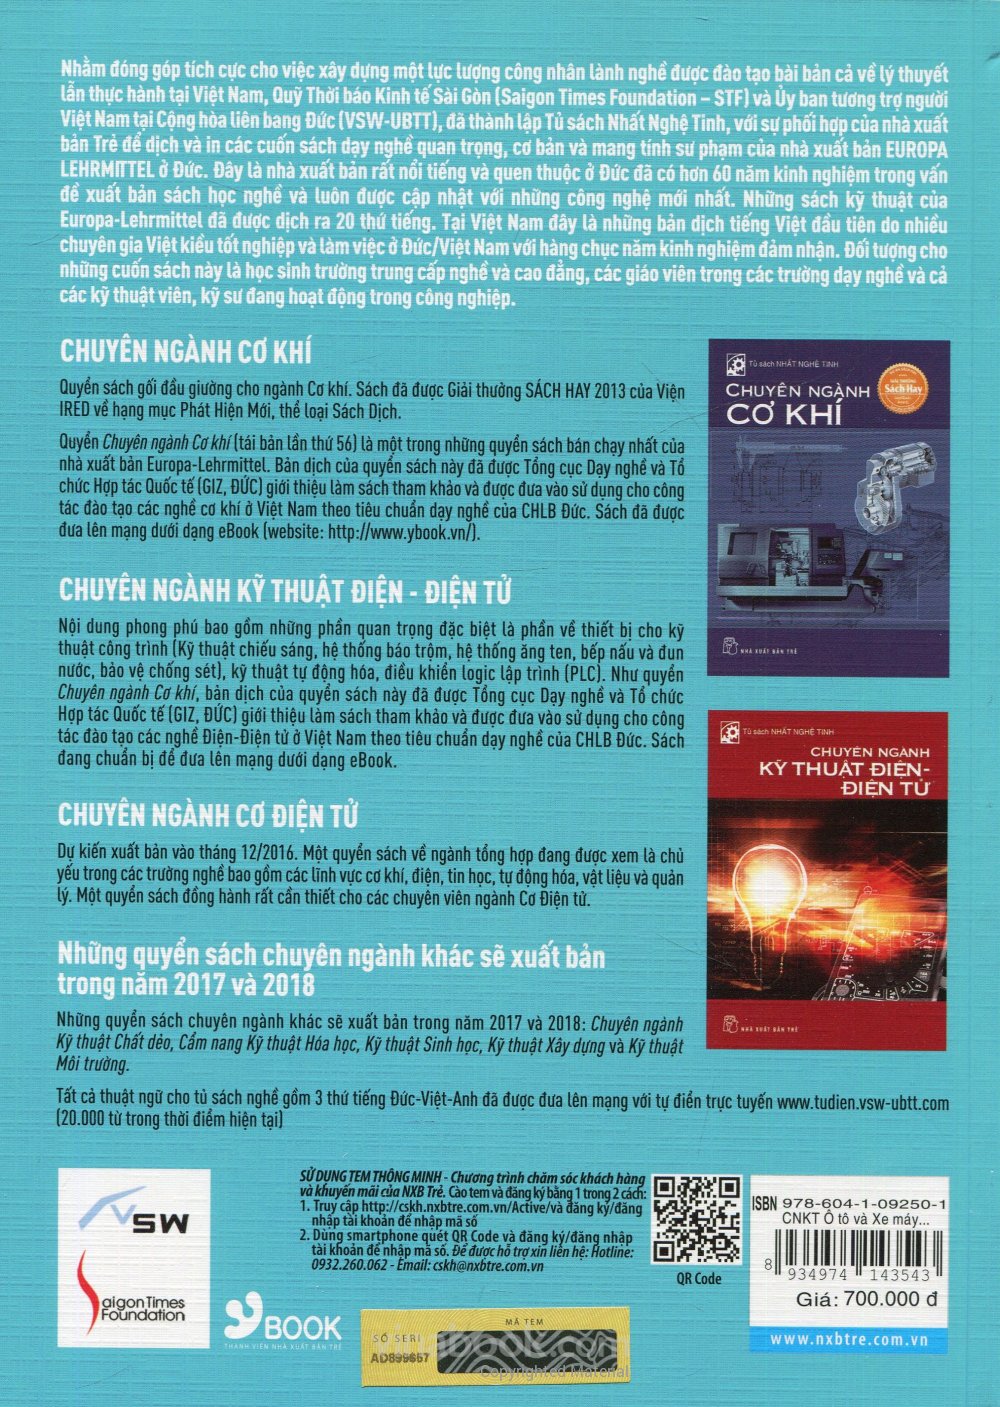 Nhằm đóng góp tích cực cho việc xây dựng một lực lượng công nhân lành nghề được đào tạo bài bản cả về lý thuyết
lẫn thực hành tại Việt Nam, Quỹ Thời báo Kinh tế Sài Gòn (Saigon Times Foundation – STF) và Ủy ban tương trợ người
Việt Nam tại Cộng hòa liên bang Đức (VSW-UBTT), đã thành lập Tủ sách Nhất Nghệ Tinh, với sự phối hợp của nhà xuất
bản Trẻ để dịch và in các cuốn sách dạy nghề quan trọng, cơ bản và mang tính sư phạm của nhà xuất bản EUROPA
LEHRMITTEL ở Đức. Đây là nhà xuất bản rất nổi tiếng và quen thuộc ở Đức đã có hơn 60 năm kinh nghiệm trong vấn
đề xuất bản sách học nghề và luôn được cập nhật với những công nghệ mới nhất. Những sách kỹ thuật của
Europa-Lehrmittel đã được dịch ra 20 thứ tiếng. Tại Việt Nam đây là những bản dịch tiếng Việt đầu tiên do nhiều
chuyên gia Việt kiều tốt nghiệp và làm việc ở Đức/Việt Nam với hàng chục năm kinh nghiệm đảm nhận. Đối tượng cho
những cuốn sách này là học sinh trường trung cấp nghề và cao đẳng, các giáo viên trong các trường dạy nghề và cả
các kỹ thuật viên, kỹ sư đang hoạt động trong công nghiệp.
CHUYÊN NGÀNH CƠ KHÍ
Quyển sách gối đầu giường cho ngành Cơ khí. Sách đã được Giải thưởng SÁCH HAY 2013 của Viện
IRED về hạng mục Phát Hiện Mới, thể loại Sách Dịch.
Quyển Chuyên ngành Cơ khí (tái bản lần thứ 56) là một trong những quyển sách bán chạy nhất của
nhà xuất bản Europa-Lehrmittel. Bản dịch của quyển sách này đã được Tổng cục Dạy nghề và Tổ
chức Hợp tác Quốc tế (GIZ, ĐỨC) giới thiệu làm sách tham khảo và được đưa vào sử dụng cho công
tác đào tạo các nghề cơ khí ở Việt Nam theo tiêu chuẩn dạy nghề của CHLB Đức. Sách đã được
đưa lên mạng dưới dạng eBook (website: http://www.ybook.vn/).
Tủ sách NHẤT NGHỆ TINH
CHUYÊN NGÀNH
CƠ KHÍ
Sách Hay
NHÀ XUẤT BẢN TRẺ
CHUYÊN NGÀNH KỸ THUẬT ĐIỆN - ĐIỆN TỬ
Nội dung phong phú bao gồm những phần quan trọng đặc biệt là phần về thiết bị cho kỹ
thuật công trình (Kỹ thuật chiếu sáng, hệ thống báo trộm, hệ thống ăng ten, bếp nấu và đun
nước, bảo vệ chống sét), kỹ thuật tự động hóa, điều khiển logic lập trình (PLC). Như quyển
Chuyên ngành Cơ khí, bản dịch của quyển sách này đã được Tổng cục Dạy nghề và Tổ chức
Hợp tác Quốc tế (GIZ, ĐỨC) giới thiệu làm sách tham khảo và được đưa vào sử dụng cho công
tác đào tạo các nghề Điện-Điện tử ở Việt Nam theo tiêu chuẩn dạy nghề của CHLB Đức. Sách
đang chuẩn bị để đưa lên mạng dưới dạng eBook.
Tủ sách NHẤT NGHỆ TINH
CHUYÊN NGÀNH
KỸ THUẬT ĐIỆN-
ĐIỆN TỬ
NHÀ XUẤT BẢN TRẺ
CHUYÊN NGÀNH CƠ ĐIỆN TỬ
Dự kiến xuất bản vào tháng 12/2016. Một quyển sách về ngành tổng hợp đang được xem là chủ
yếu trong các trường nghề bao gồm các lĩnh vực cơ khí, điện, tin học, tự động hóa, vật liệu và quản
lý. Một quyển sách đồng hành rất cần thiết cho các chuyên viên ngành Cơ Điện tử.
Những quyển sách chuyên ngành khác sẽ xuất bản
trong năm 2017 và 2018
Những quyển sách chuyên ngành khác sẽ xuất bản trong năm 2017 và 2018: Chuyên ngành
Kỹ thuật Chất dẻo, Cẩm nang Kỹ thuật Hóa học, Kỹ thuật Sinh học, Kỹ thuật Xây dựng và Kỹ thuật
Môi trường.
Tất cả thuật ngữ cho tủ sách nghề gồm 3 thứ tiếng Đức-Việt-Anh đã được đưa lên mạng với tự điển trực tuyến www.tudien.vsw-ubtt.com
(20.000 từ trong thời điểm hiện tại)
VSW
Saigon Times
Foundation
YBOOK
THÀNH VIÊN NHÀ XUẤT BẢN TRẺ
SỬ DỤNG TEM THÔNG MINH - Chương trình chăm sóc khách hàng
và khuyến mãi của NXB Trẻ. Cào tem và đăng ký bằng 1 trong 2 cách:
1. Truy cập http://cskh.nxbtre.com.vn/Active/và đăng ký/đăng
nhập tài khoản để nhập mã số
2. Dùng smartphone quét QR Code và đăng ký/đăng nhập
tài khoản để nhập mã số. Để được hỗ trợ xin liên hệ: Hotline:
0932.260.062 - Email: cskh@nxbtre.com.vn
QR Code
ISBN 978-604-1-09250-1
CNKT Ô tô và Xe máy...
8 934974 143543
Giá: 700.000 đ
www.nxbtre.com.vn
MÃ TEM
SỐ SERI
AD899657
Copyrighted Material